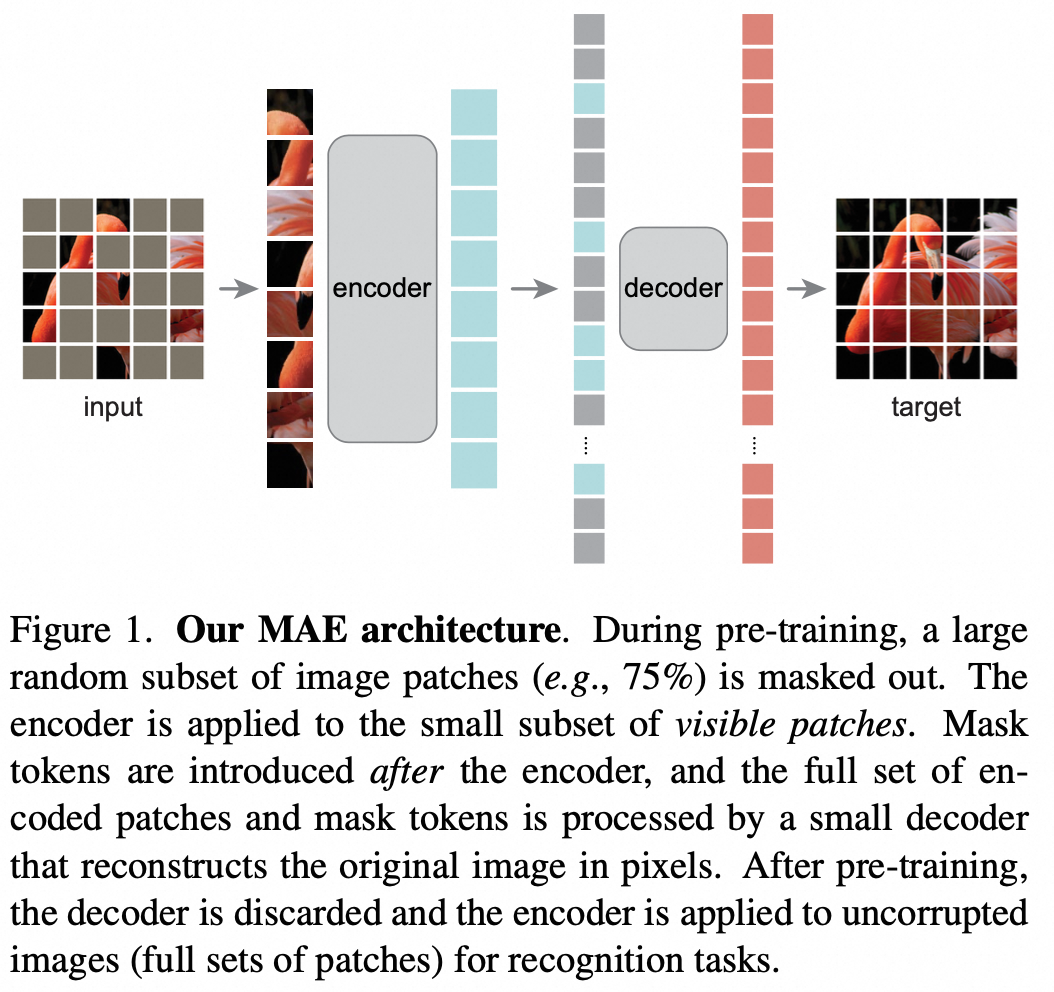 encoder
decoder
input
target
Figure 1. Our MAE architecture. During pre-training, a large
random subset of image patches (e.g., 75%) is masked out. The
encoder is applied to the small subset of visible patches. Mask
tokens are introduced after the encoder, and the full set of en-
coded patches and mask tokens is processed by a small decoder
that reconstructs the original image in pixels. After pre-training,
the decoder is discarded and the encoder is applied to uncorrupted
images (full sets of patches) for recognition tasks.